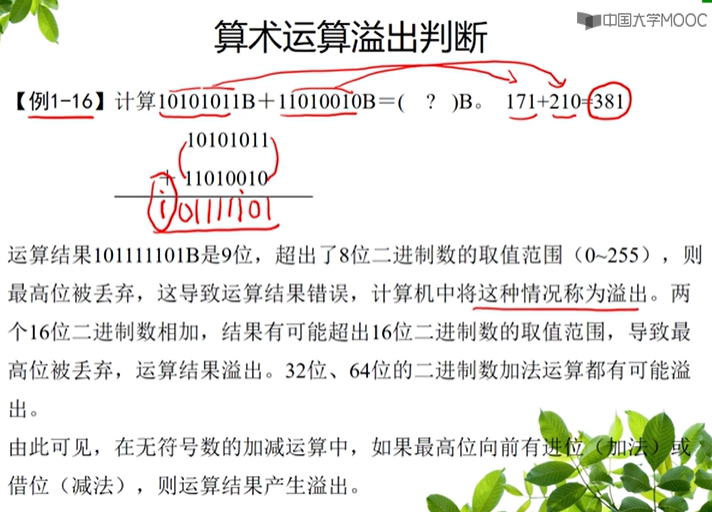 中国大学MOOC
算术运算溢出判断
【例1-16】计算10101011B＋11010010B＝( ? )B。 171+210=381
10101011
+ 11010010
101111101
运算结果101111101B是9位，超出了8位二进制数的取值范围（0~255），则
最高位被丢弃，这导致运算结果错误，计算机中将这种情况称为溢出。两
个16位二进制数相加，结果有可能超出16位二进制数的取值范围，导致最
高位被丢弃，运算结果溢出。32位、64位的二进制数加法运算都有可能溢
出。
由此可见，在无符号数的加减运算中，如果最高位向前有进位（加法）或
借位（减法），则运算结果产生溢出。